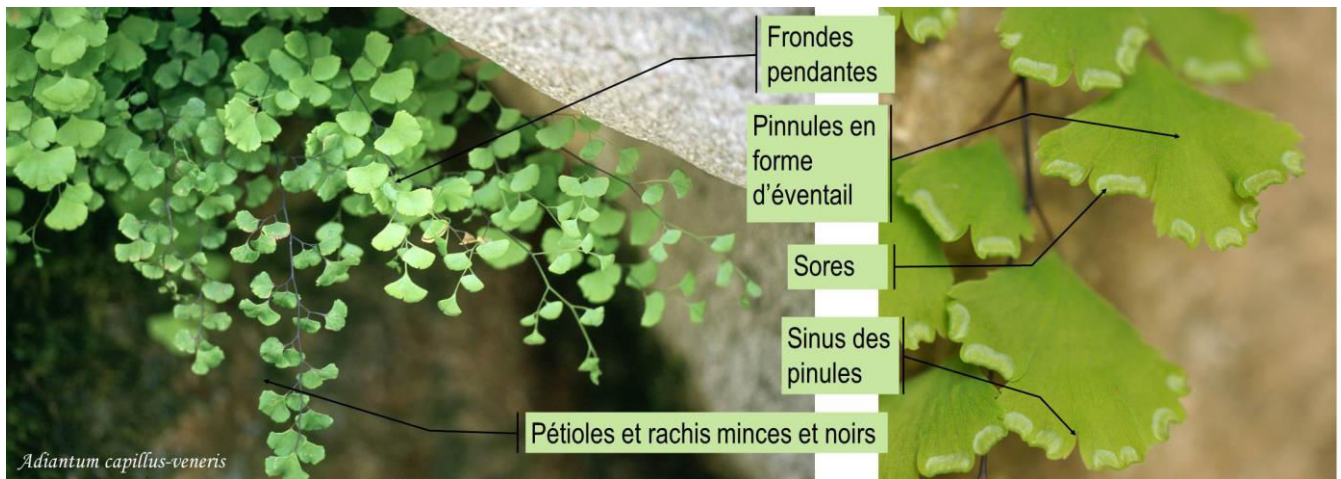 Frondes
pendantes
Pinnules en
forme
d'éventail
Sores
Sinus des
pinules
Pétioles et rachis minces et noirs
Adiantum capillus-veneris